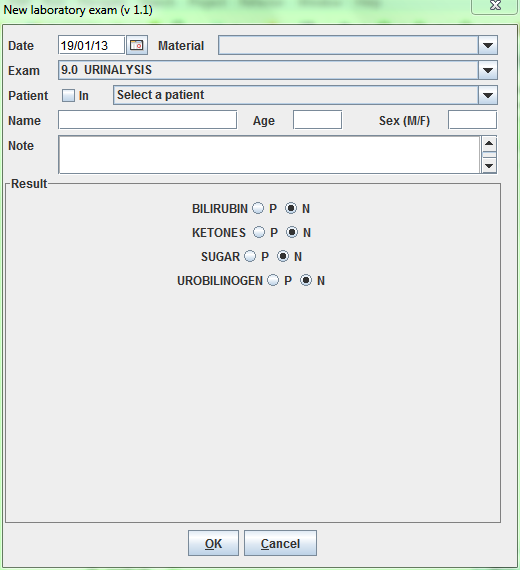 New laboratory exam (v 1.1)
Date 19/01/13 Material
Exam 9.0 URINALYSIS
Patient In Select a patient
Name Age Sex (M/F)
Note
Result
BILIRUBIN P N
KETONES P N
SUGAR P N
UROBILINOGEN P N
OK Cancel